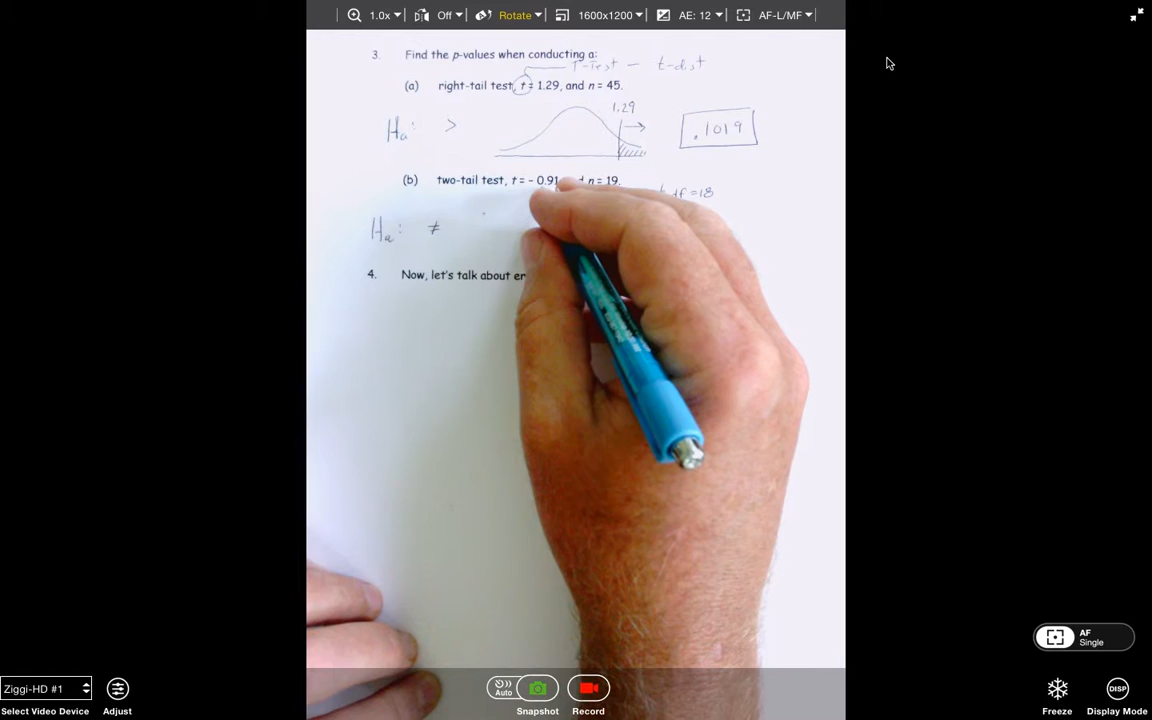 1.0x Off Rotate 1600x1200 AE: 12 AF-L/MF
3. Find the p-values when conducting a:
T-Test – t-dist
(a) right-tail test, t = 1.29, and n = 45.
Ha: > 1.29 .1019
(b) two-tail test, t = - 0.91 n = 19.
df = 18
Ha: ≠
4. Now, let's talk about
AF
Single
Ziggi-HD #1
Auto
Select Video Device Adjust Snapshot Record Freeze Display Mode
DISP